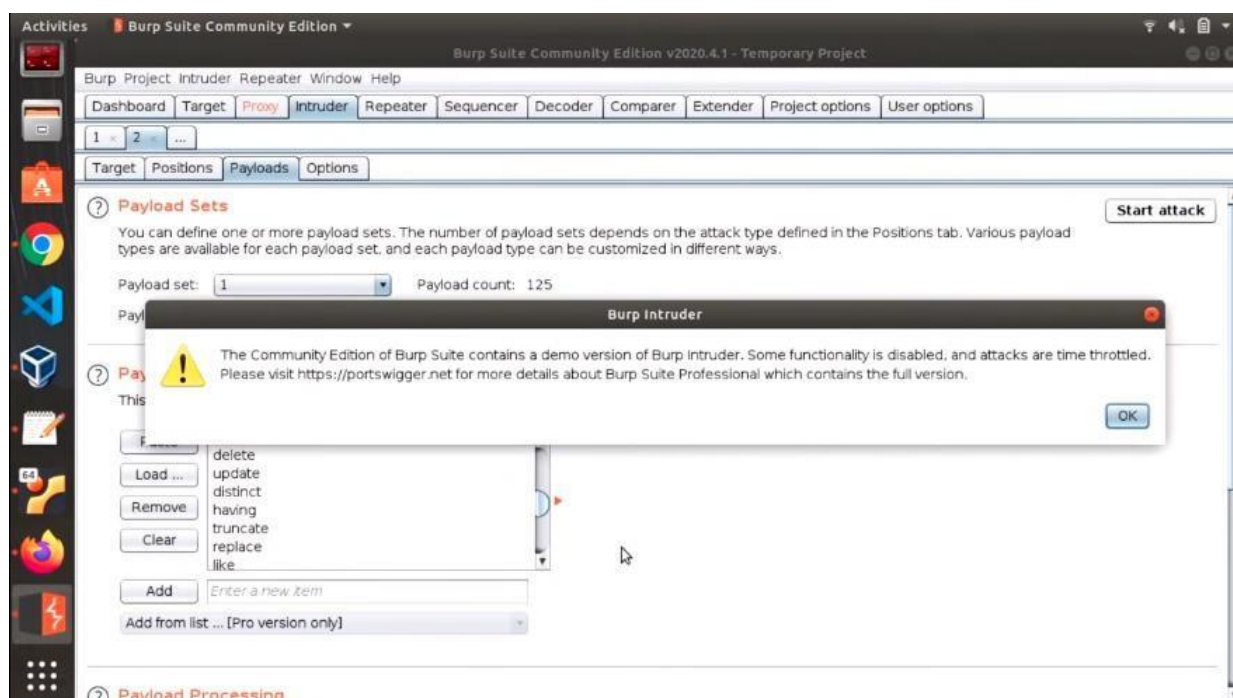 Activities Burp Suite Community Edition
Burp Suite Community Edition v2020.4.1 - Temporary Project
Burp Project Intruder Repeater Window Help
Dashboard Target Proxy Intruder Repeater Sequencer Decoder Comparer Extender Project options User options
1 × 2 × ...
Target Positions Payloads Options
? Payload Sets Start attack
You can define one or more payload sets. The number of payload sets depends on the attack type defined in the Positions tab. Various payload
types are available for each payload set, and each payload type can be customized in different ways.
Payload set: 1 Payload count: 125
Payl
Burp Intruder
The Community Edition of Burp Suite contains a demo version of Burp Intruder. Some functionality is disabled, and attacks are time throttled.
Please visit https://portswigger.net for more details about Burp Suite Professional which contains the full version.
OK
? Pay
This
delete
Load ... update
distinct
Remove having
truncate
Clear replace
like
Add Enter a new item
Add from list ... [Pro version only]
? Payload Processing
64